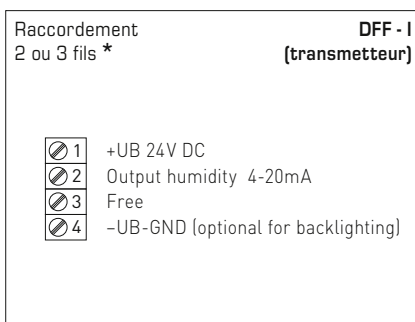 Raccordement DFF - I
2 ou 3 fils * (transmetteur)
1 +UB 24V DC
2 Output humidity 4-20mA
3 Free
4 –UB-GND (optional for backlighting)